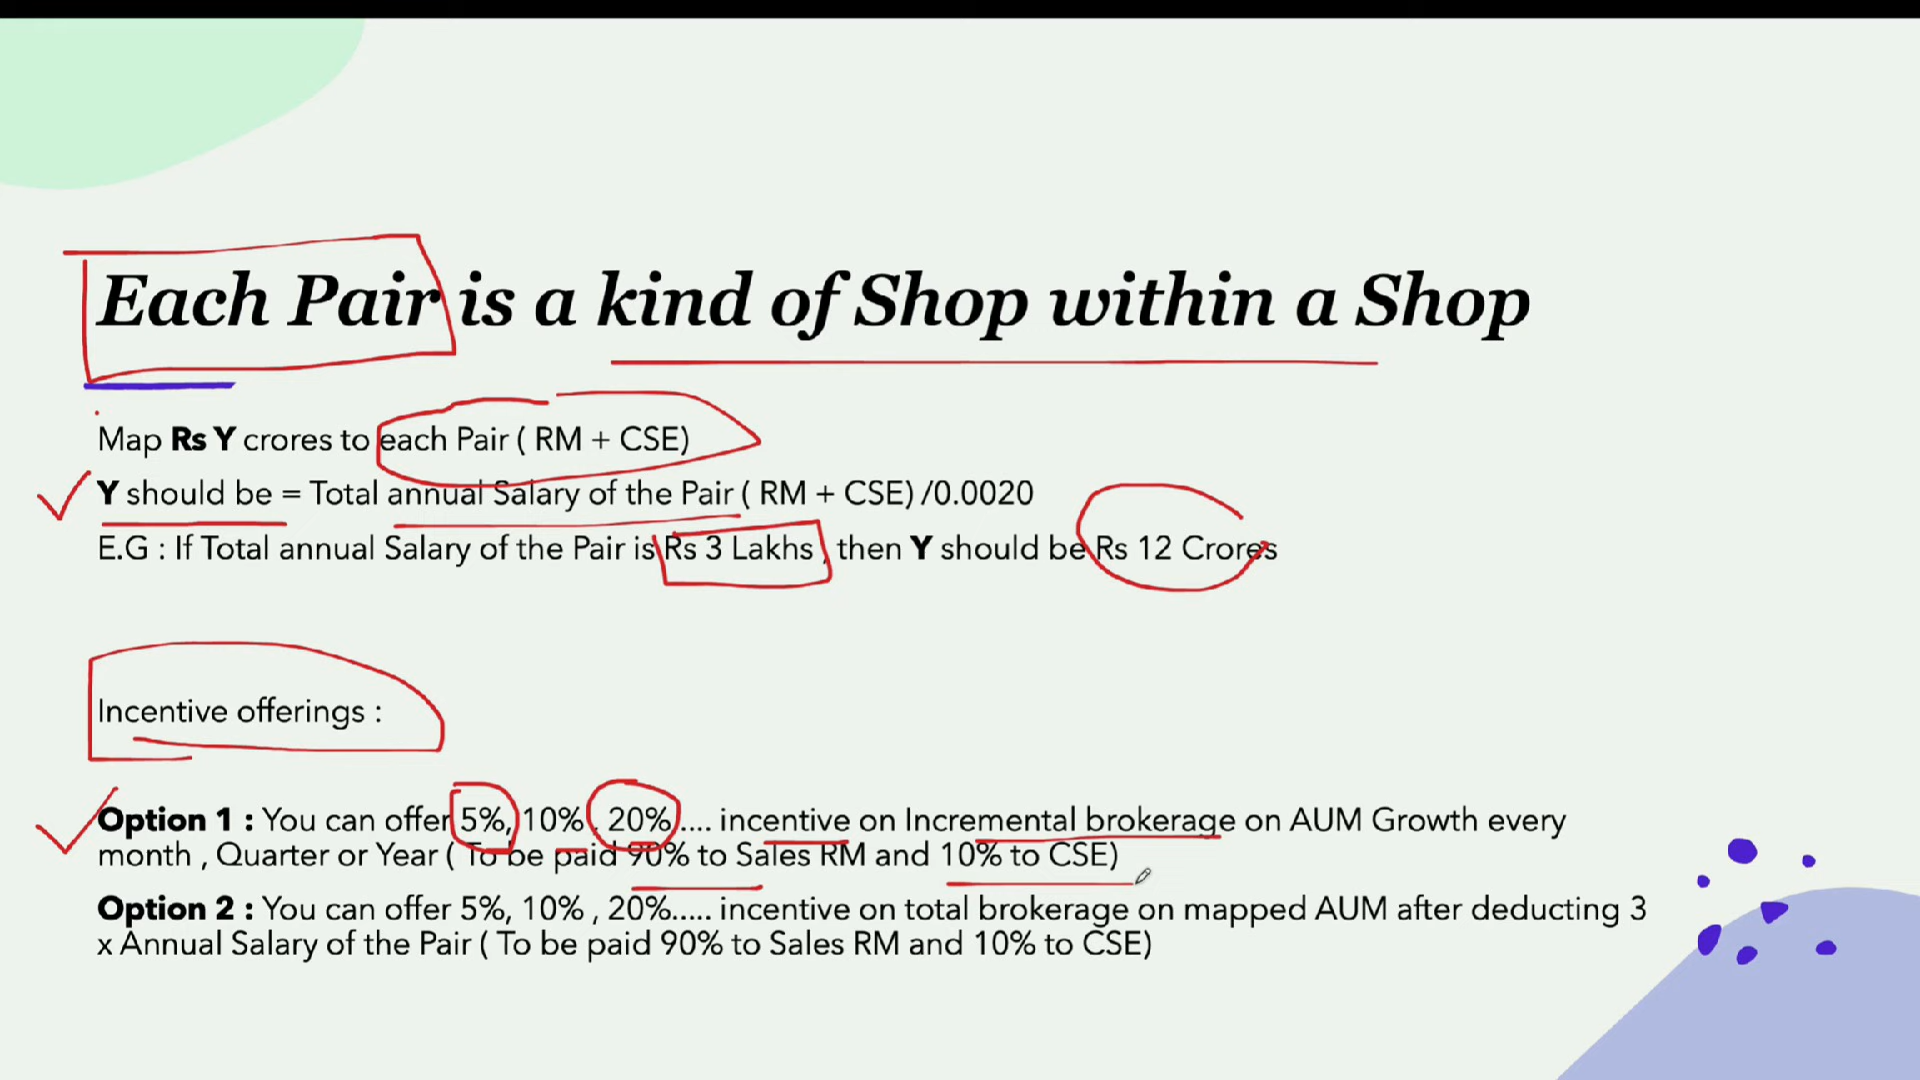 Each Pair is a kind of Shop within a Shop
Map Rs Y crores to each Pair ( RM + CSE)
Y should be = Total annual Salary of the Pair ( RM + CSE) /0.0020
E.G : If Total annual Salary of the Pair is Rs 3 Lakhs , then Y should be Rs 12 Crores
Incentive offerings :
Option 1 : You can offer 5%, 10% , 20%.... incentive on Incremental brokerage on AUM Growth every
month , Quarter or Year ( To be paid 90% to Sales RM and 10% to CSE)
Option 2 : You can offer 5%, 10% , 20%..... incentive on total brokerage on mapped AUM after deducting 3
x Annual Salary of the Pair ( To be paid 90% to Sales RM and 10% to CSE)